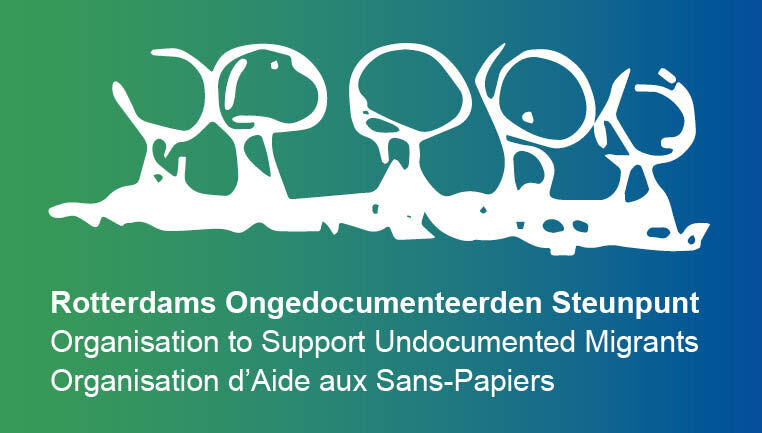 Rotterdams Ongedocumenteerden Steunpunt
Organisation to Support Undocumented Migrants
Organisation d’Aide aux Sans-Papiers